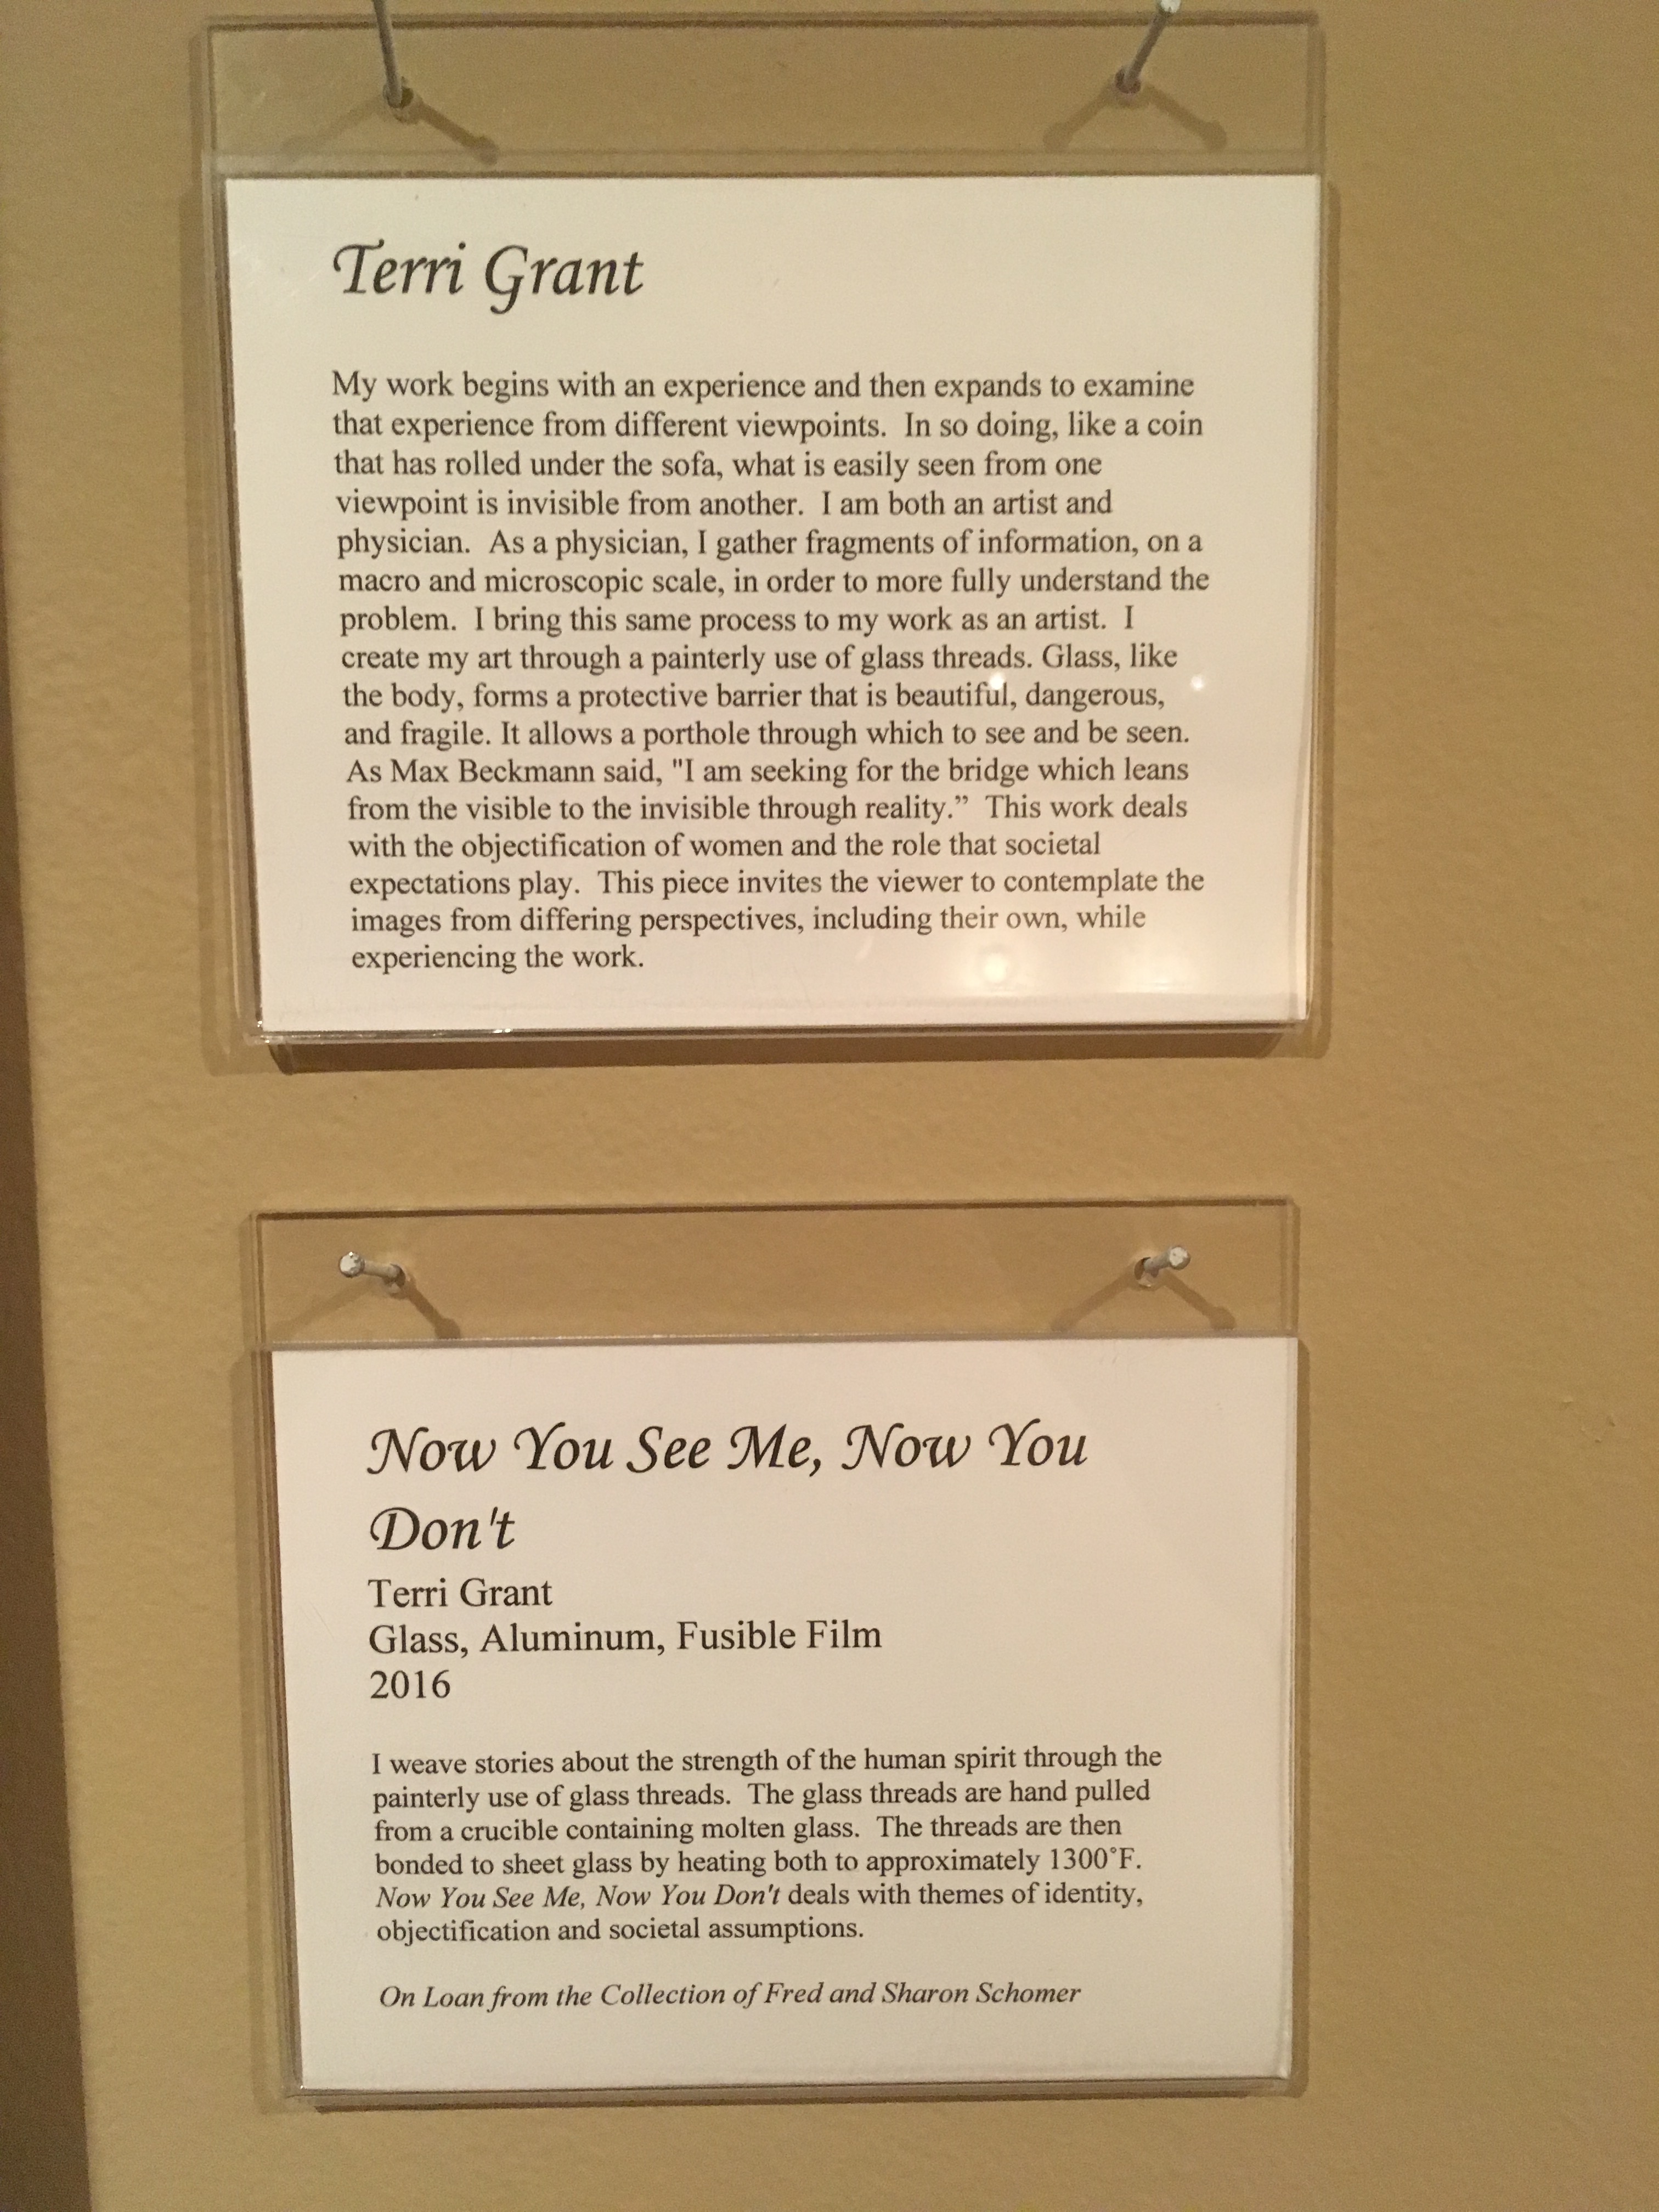 Terri Grant
My work begins with an experience and then expands to examine
that experience from different viewpoints.  In so doing, like a coin
that has rolled under the sofa, what is easily seen from one
viewpoint is invisible from another.  I am both an artist and
physician.  As a physician, I gather fragments of information, on a
macro and microscopic scale, in order to more fully understand the
problem.  I bring this same process to my work as an artist.  I
create my art through a painterly use of glass threads. Glass, like
the body, forms a protective barrier that is beautiful, dangerous,
and fragile. It allows a porthole through which to see and be seen.
As Max Beckmann said, "I am seeking for the bridge which leans
from the visible to the invisible through reality.”  This work deals
with the objectification of women and the role that societal
expectations play.  This piece invites the viewer to contemplate the
images from differing perspectives, including their own, while
experiencing the work.
Now You See Me, Now You
Don't
Terri Grant
Glass, Aluminum, Fusible Film
2016
I weave stories about the strength of the human spirit through the
painterly use of glass threads.  The glass threads are hand pulled
from a crucible containing molten glass.  The threads are then
bonded to sheet glass by heating both to approximately 1300˚F.
Now You See Me, Now You Don't deals with themes of identity,
objectification and societal assumptions.
On Loan from the Collection of Fred and Sharon Schomer